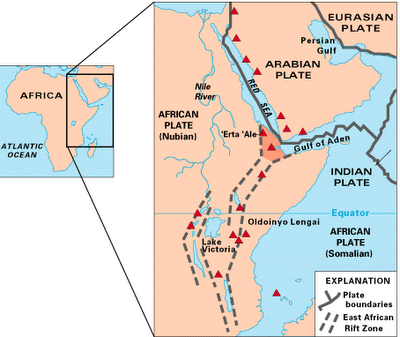 AFRICA
ATLANTIC
OCEAN
EURASIAN
PLATE
Persian
Gulf
ARABIAN
PLATE
Nile
River
RED
SEA
AFRICAN
PLATE
(Nubian)
'Erta 'Ale
Gulf of Aden
INDIAN
PLATE
Equator
Oldoinyo Lengai
Lake
Victoria
AFRICAN
PLATE
(Somalian)
EXPLANATION
Plate
boundaries
East African
Rift Zone